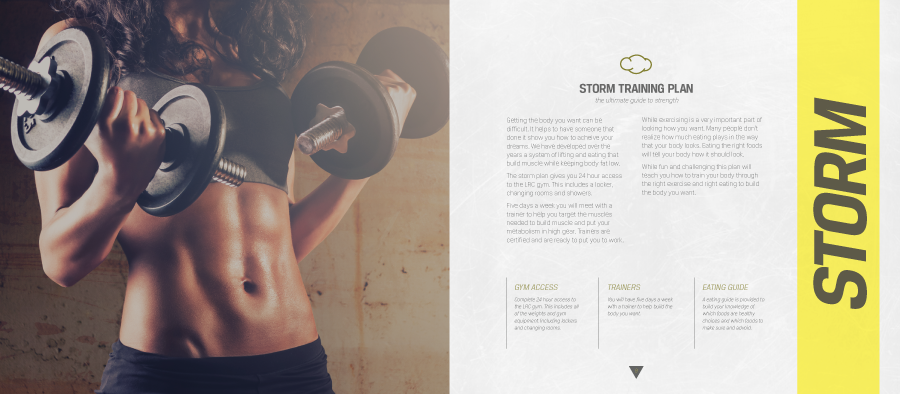 STORM TRAINING PLAN
the ultimate guide to strength
Getting the body you want can be
difficult. It helps to have someone that
done it show you how to achieve your
dreams. We have developed over the
years a system of lifting and eating that
build muscle while keeping body fat low.
The storm plan gives you 24 hour access
to the LRC gym. This includes a locker,
changing rooms and showers.
Five days a week you will meet with a
trainer to help you target the muscles
needed to build muscle and put your
metabolism in high gear. Trainers are
certified and are ready to put you to work.
While exercising is a very important part of
looking how you want. Many people don't
realize how much eating plays in the way
that your body looks. Eating the right foods
will tell your body how it should look.
While fun and challenging this plan will
teach you how to train your body through
the right exercise and right eating to build
the body you want.
GYM ACCESS
Complete 24 hour access to
the LRC gym. This includes all
of the weights and gym
equipment including lockers
and changing rooms.
TRAINERS
You will have five days a week
with a trainer to help build the
body you want.
EATING GUIDE
A eating guide is provided to
build your knowledge of
which foods are healthy
choices and which foods to
make sure and avoid.
STORM